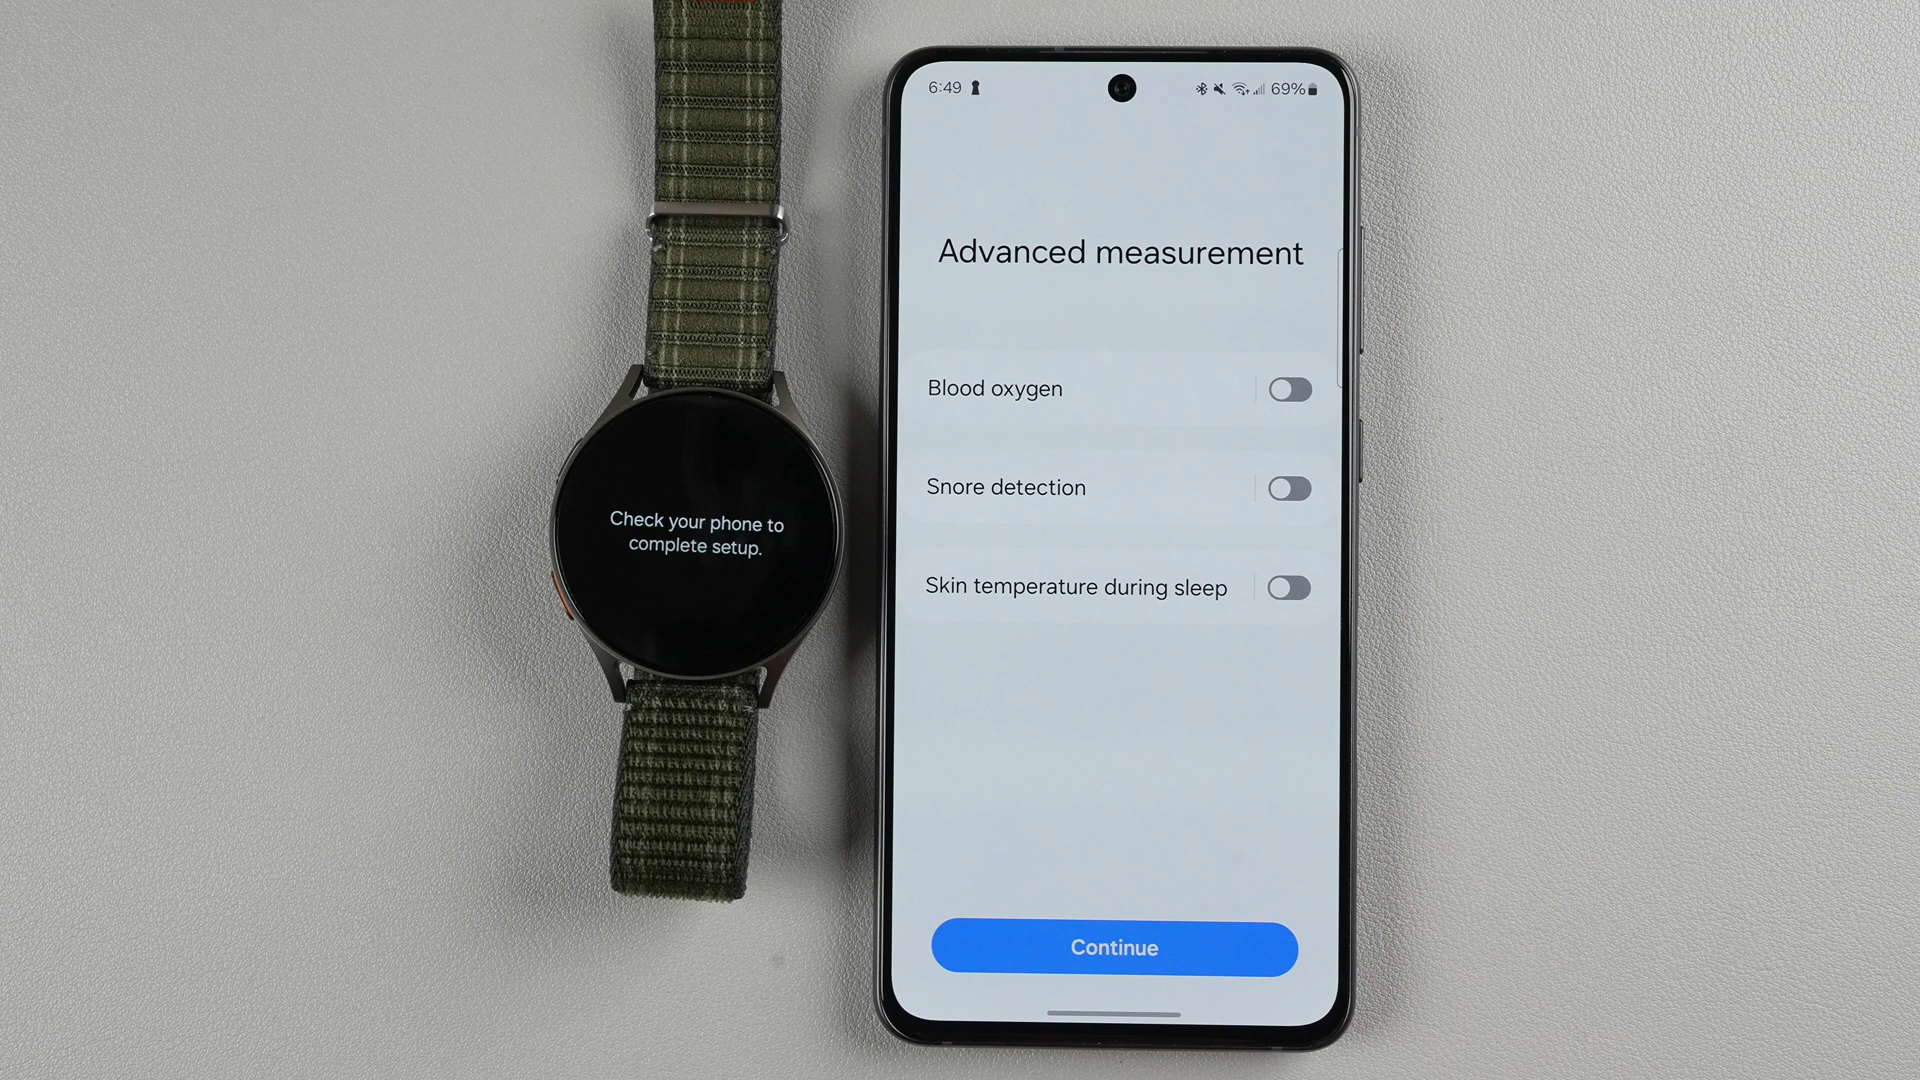 Check your phone to
complete setup.
6:49
69%
Advanced measurement
Blood oxygen
Snore detection
Skin temperature during sleep
Continue